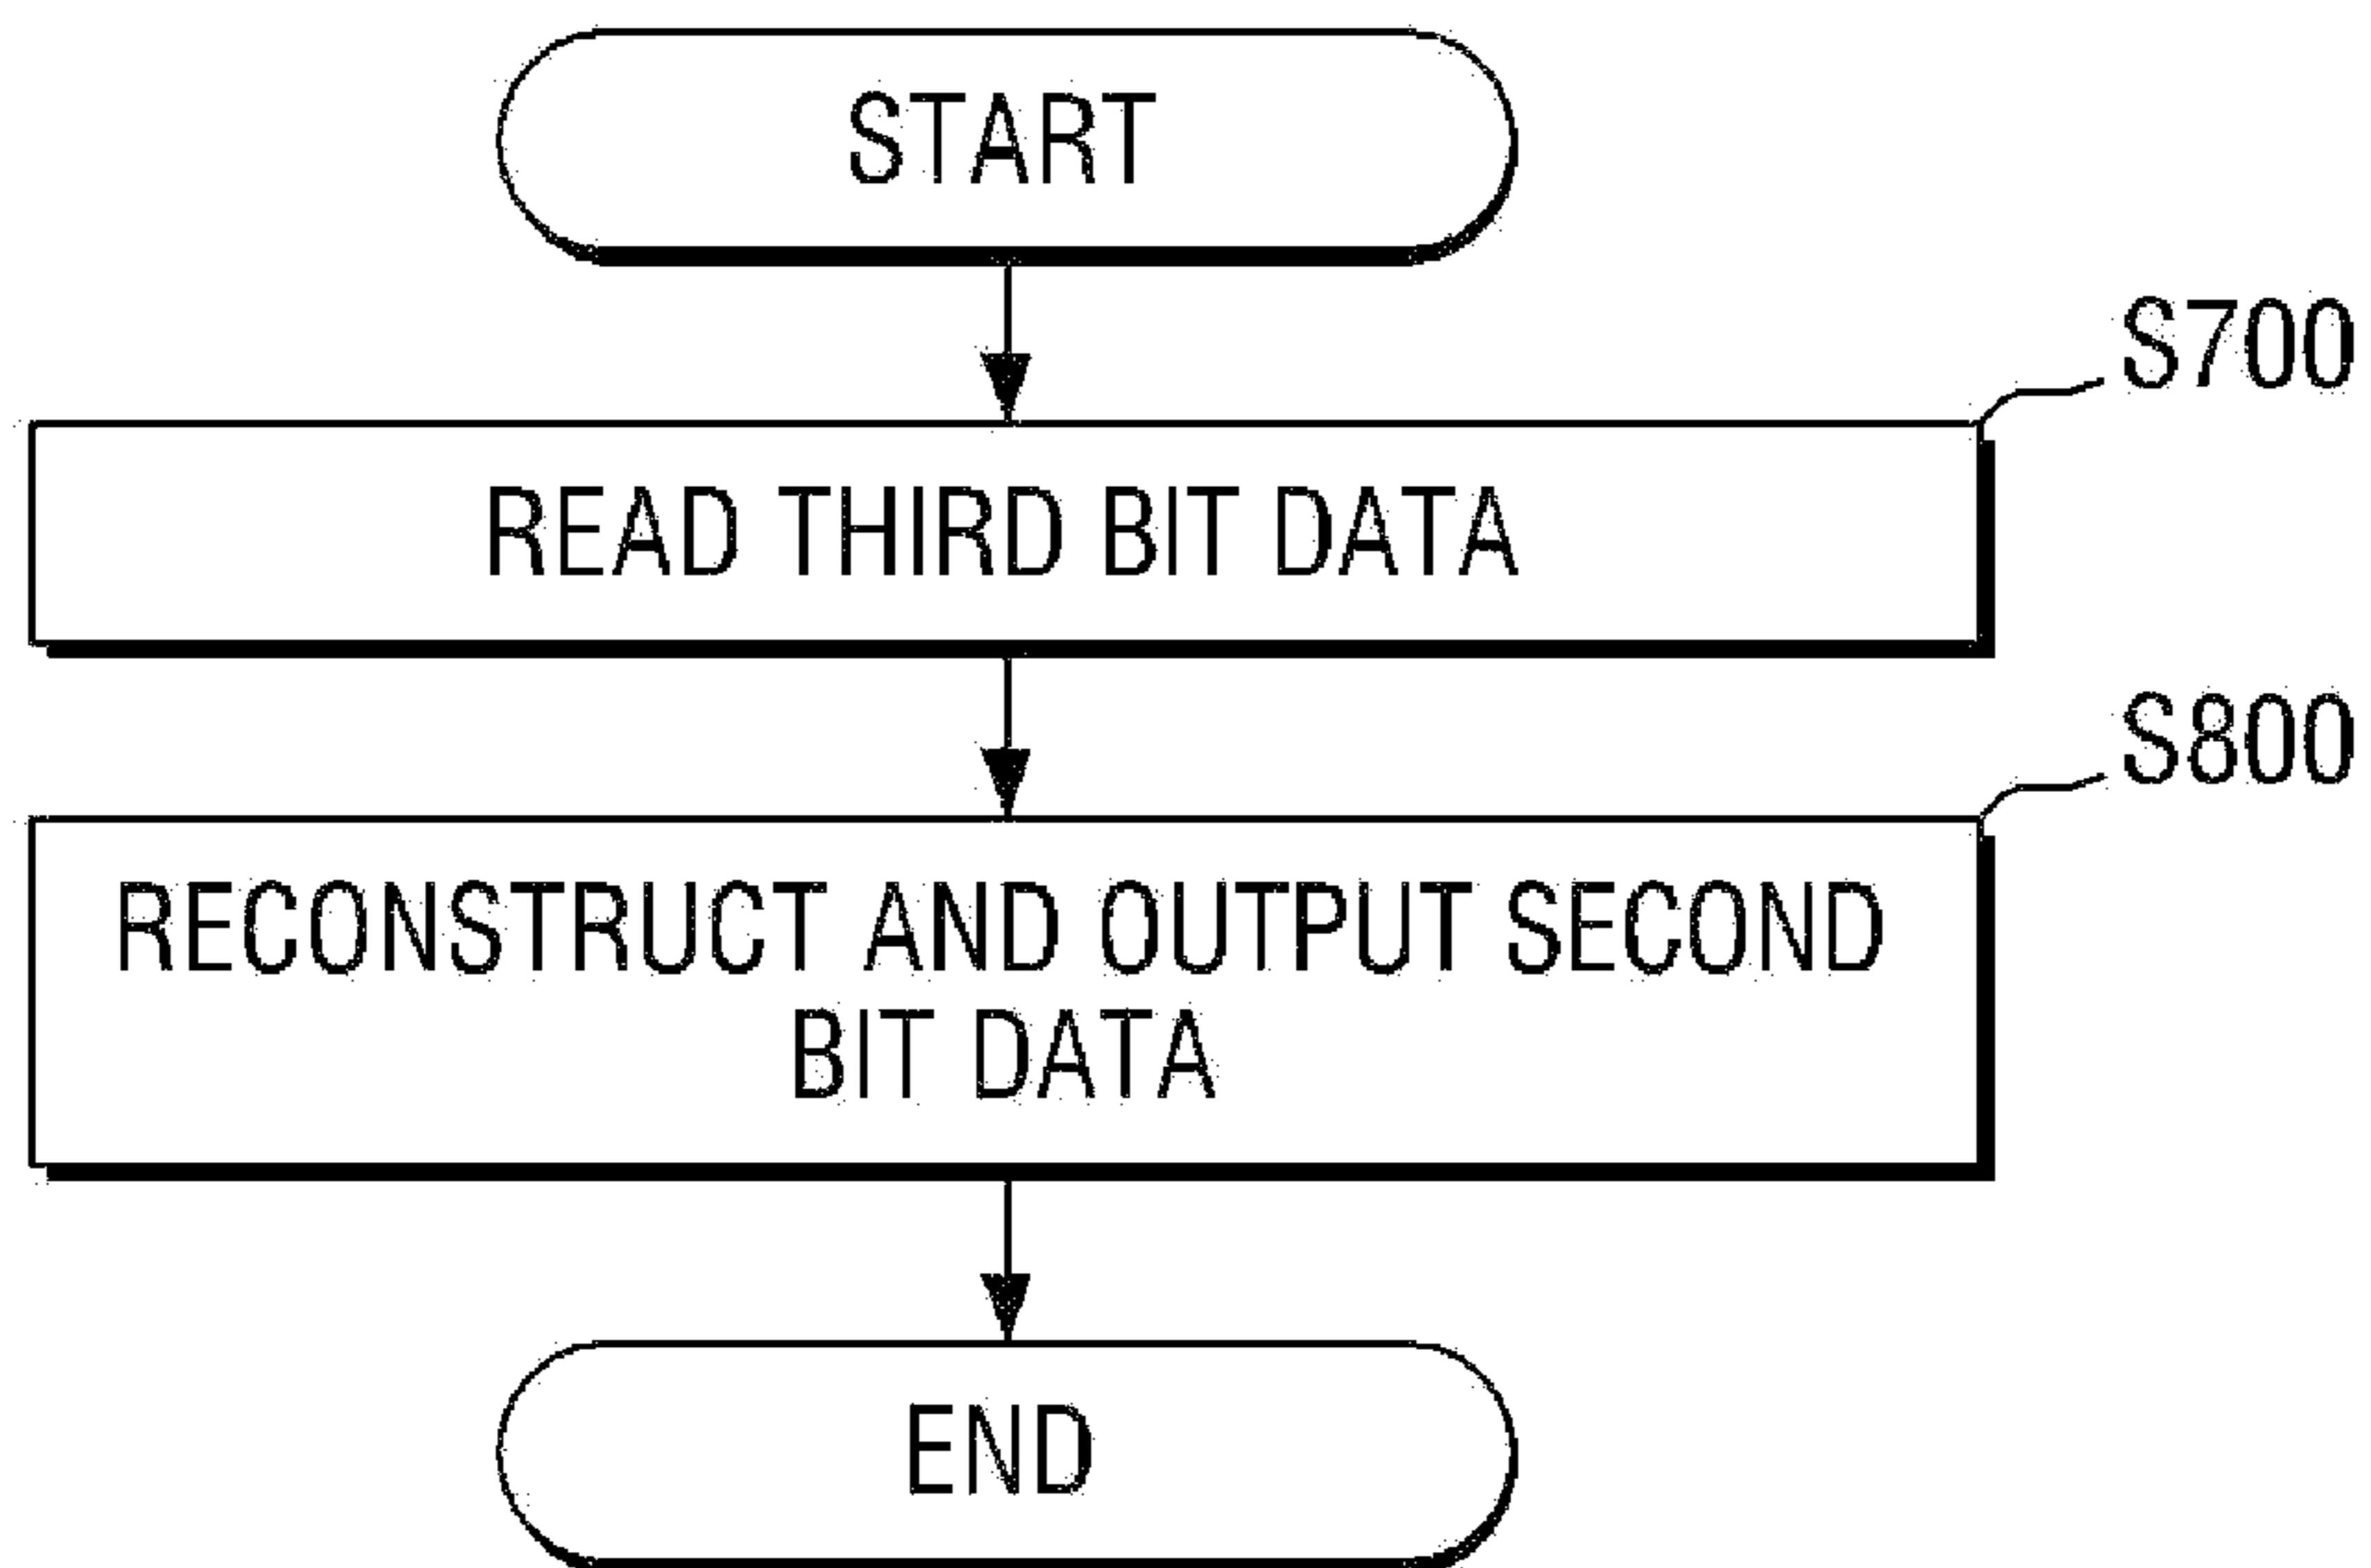 START
S700
READ THIRD BIT DATA
S800
RECONSTRUCT AND OUTPUT SECOND
BIT DATA
END